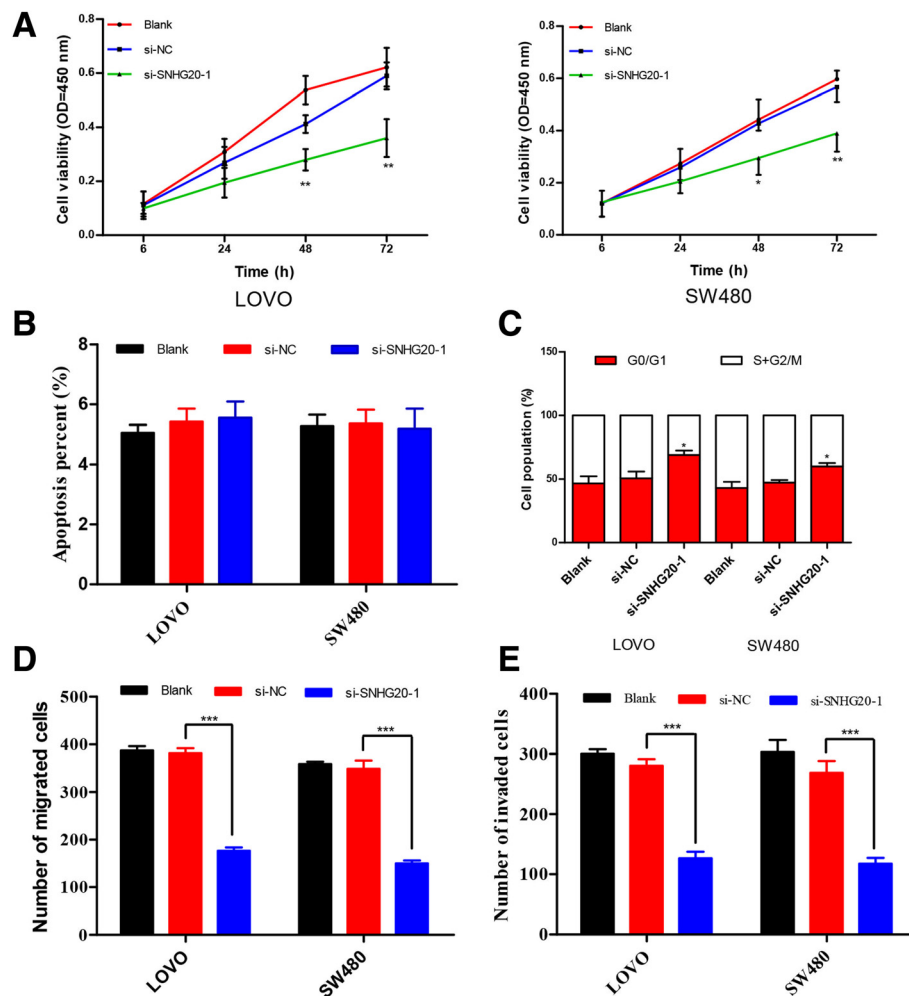 A
Blank
si-NC
si-SNHG20-1
Cell viability (OD=450 nm)
0.8
0.6
0.4
0.2
0.0
**
**
6
24
48
72
Time (h)
LOVO
Blank
si-NC
si-SNHG20-1
Cell viability (OD=450 nm)
0.8
0.6
0.4
0.2
0.0
*
**
6
24
48
72
Time (h)
SW480
B
Blank
si-NC
si-SNHG20-1
Apoptosis percent (%)
8
6
4
2
0
LOVO
SW480
C
G0/G1
S+G2/M
Cell population (%)
150
100
50
0
*
*
Blank
si-NC
si-SNHG20-1
Blank
si-NC
si-SNHG20-1
LOVO
SW480
D
Blank
si-NC
si-SNHG20-1
Number of migrated cells
500
400
300
200
100
0
***
***
LOVO
SW480
E
Blank
si-NC
si-SNHG20-1
Number of invaded cells
400
300
200
100
0
***
***
LOVO
SW480